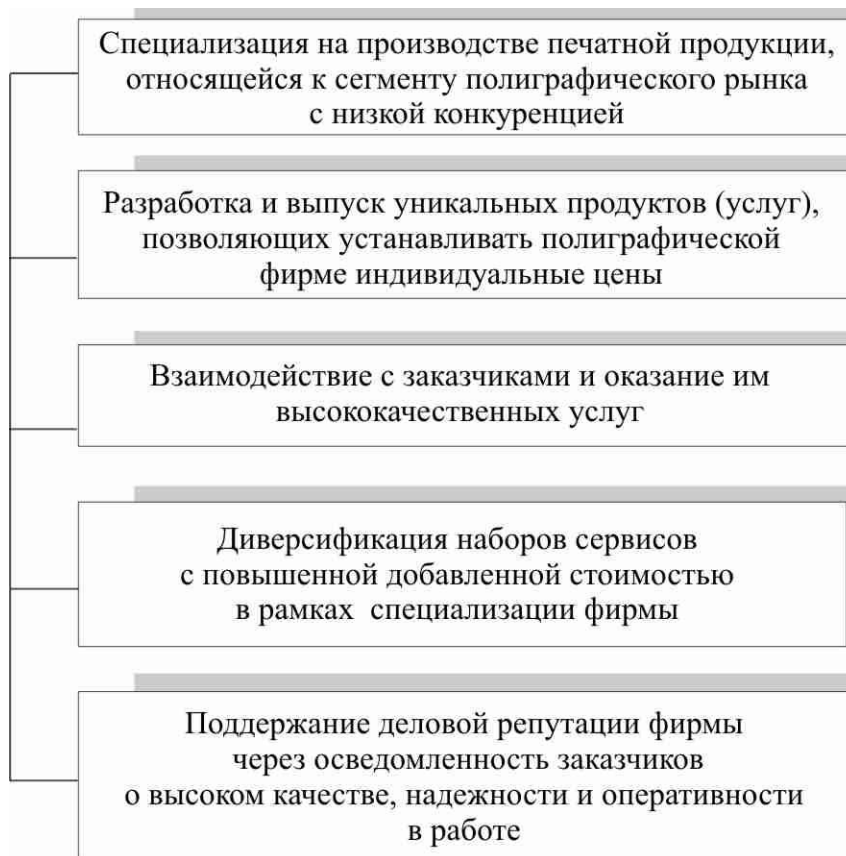 Специализация на производстве печатной продукции,
относящейся к сегменту полиграфического рынка
с низкой конкуренцией
Разработка и выпуск уникальных продуктов (услуг),
позволяющих устанавливать полиграфической
фирме индивидуальные цены
Взаимодействие с заказчиками и оказание им
высококачественных услуг
Диверсификация наборов сервисов
с повышенной добавленной стоимостью
в рамках специализации фирмы
Поддержание деловой репутации фирмы
через осведомленность заказчиков
о высоком качестве, надежности и оперативности
в работе